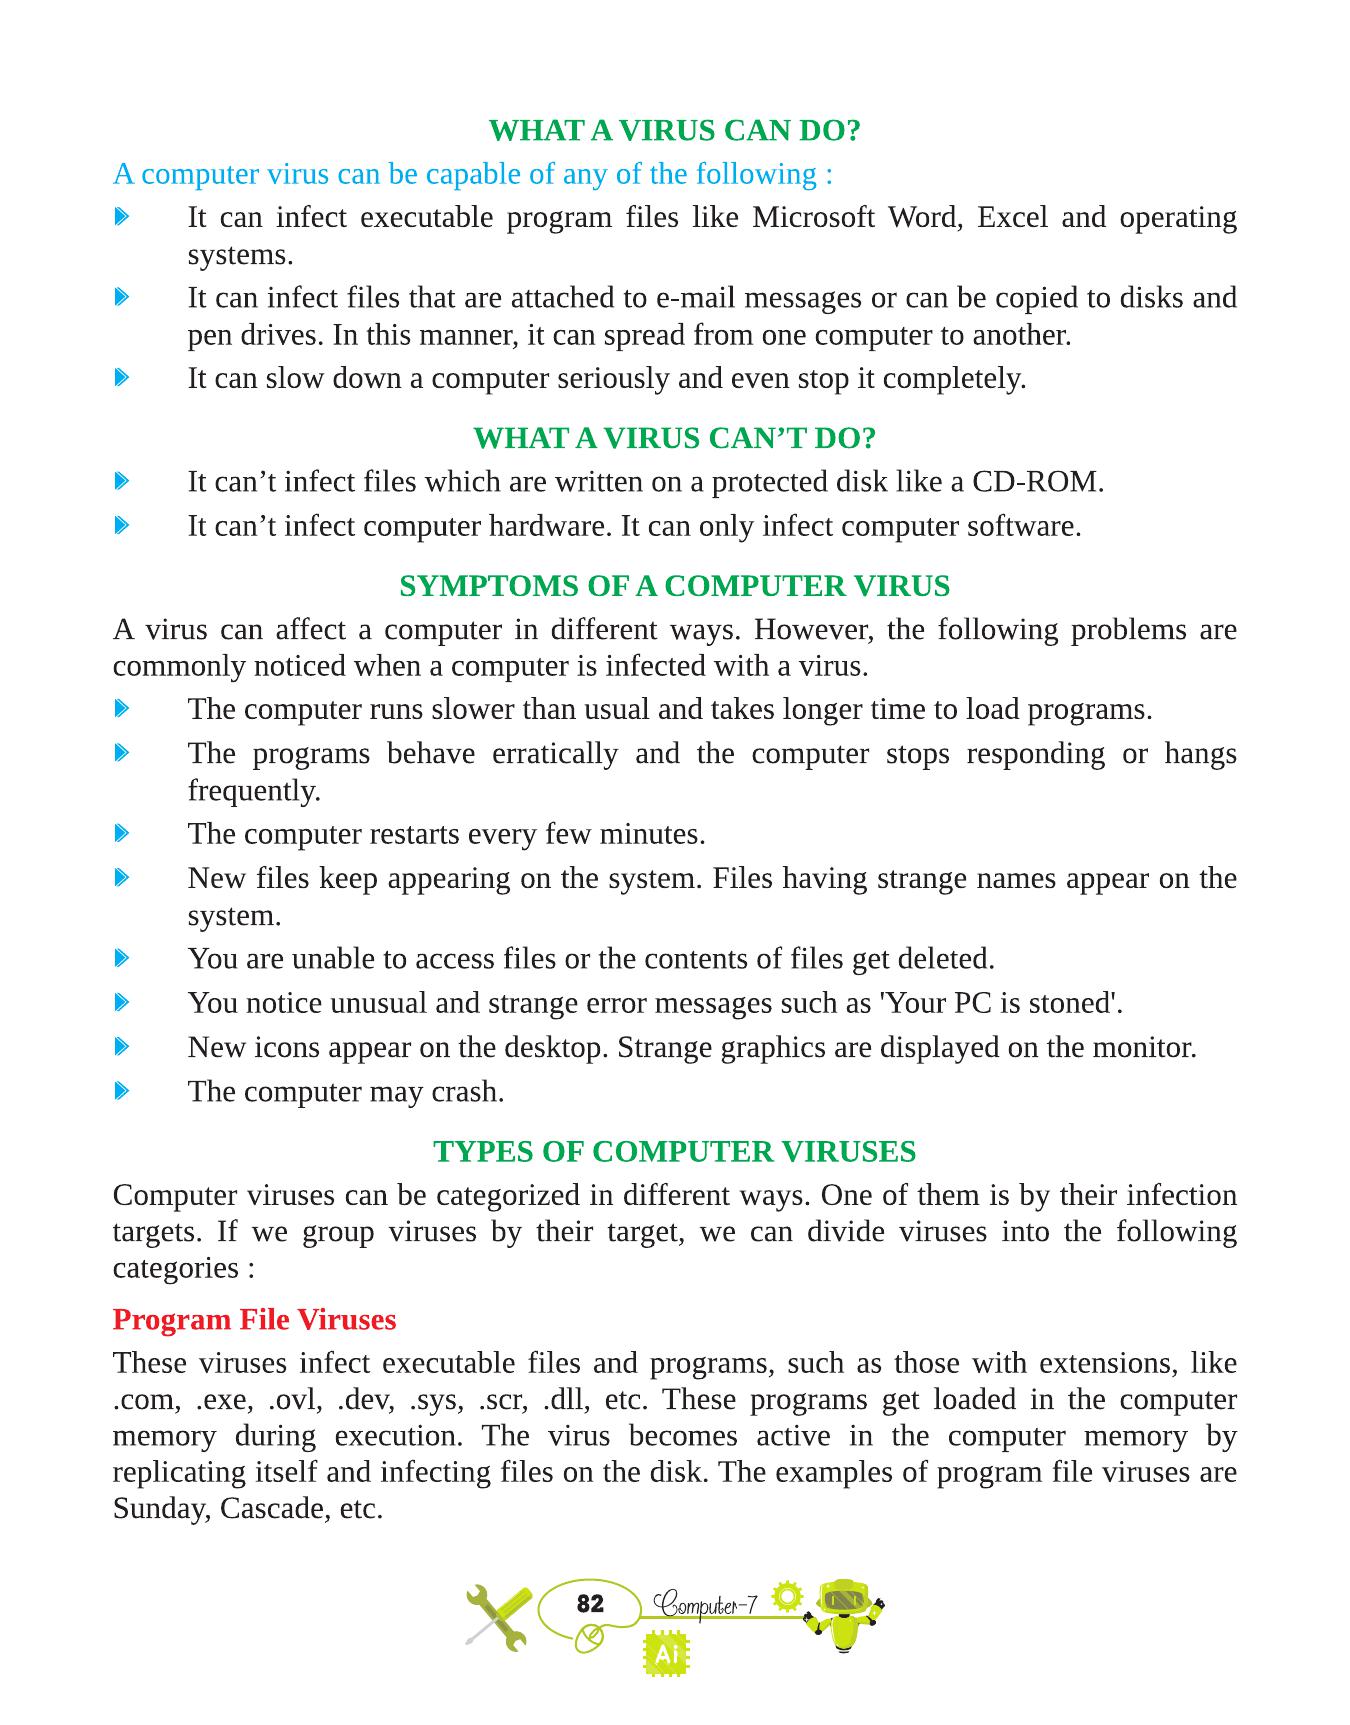 WHAT A VIRUS CAN DO?
A computer virus can be capable of any of the following :
It can infect executable program files like Microsoft Word, Excel and operating
systems.
It can infect files that are attached to e-mail messages or can be copied to disks and
pen drives. In this manner, it can spread from one computer to another.
It can slow down a computer seriously and even stop it completely.
WHAT A VIRUS CAN’T DO?
It can’t infect files which are written on a protected disk like a CD-ROM.
It can’t infect computer hardware. It can only infect computer software.
SYMPTOMS OF A COMPUTER VIRUS
A virus can affect a computer in different ways. However, the following problems are
commonly noticed when a computer is infected with a virus.
The computer runs slower than usual and takes longer time to load programs.
The programs behave erratically and the computer stops responding or hangs
frequently.
The computer restarts every few minutes.
New files keep appearing on the system. Files having strange names appear on the
system.
You are unable to access files or the contents of files get deleted.
You notice unusual and strange error messages such as 'Your PC is stoned'.
New icons appear on the desktop. Strange graphics are displayed on the monitor.
The computer may crash.
TYPES OF COMPUTER VIRUSES
Computer viruses can be categorized in different ways. One of them is by their infection
targets. If we group viruses by their target, we can divide viruses into the following
categories :
Program File Viruses
These viruses infect executable files and programs, such as those with extensions, like
.com, .exe, .ovl, .dev, .sys, .scr, .dll, etc. These programs get loaded in the computer
memory during execution. The virus becomes active in the computer memory by
replicating itself and infecting files on the disk. The examples of program file viruses are
Sunday, Cascade, etc.
82 Computer-7
Ai